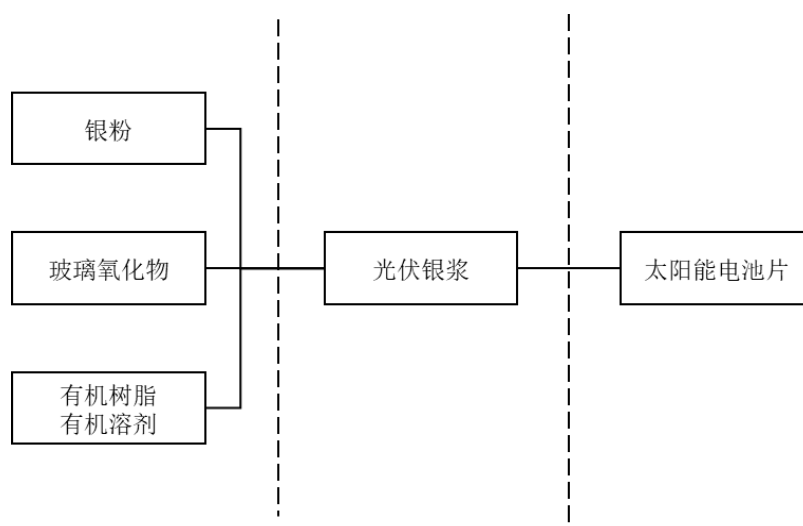 银粉
玻璃氧化物
有机树脂
有机溶剂
光伏银浆
太阳能电池片